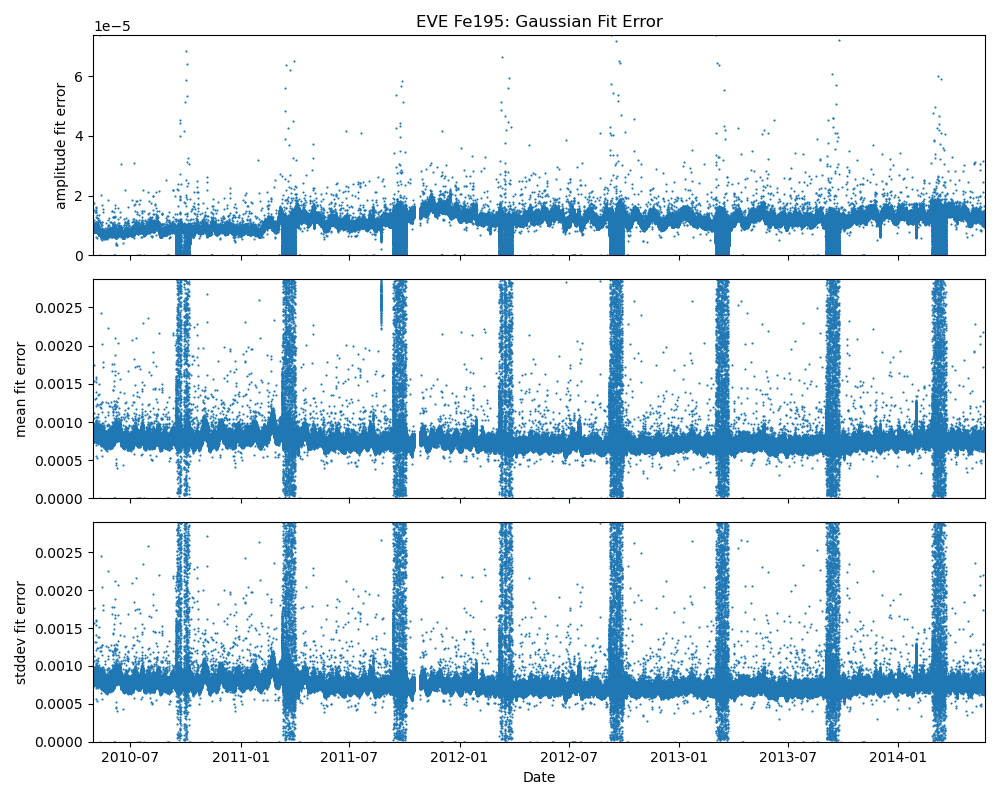 EVE Fe195: Gaussian Fit Error
1e−5
6
4
2
0
amplitude fit error
0.0025
0.0020
0.0015
0.0010
0.0005
0.0000
mean fit error
0.0025
0.0020
0.0015
0.0010
0.0005
0.0000
stddev fit error
2010-07 2011-01 2011-07 2012-01 2012-07 2013-01 2013-07 2014-01
Date